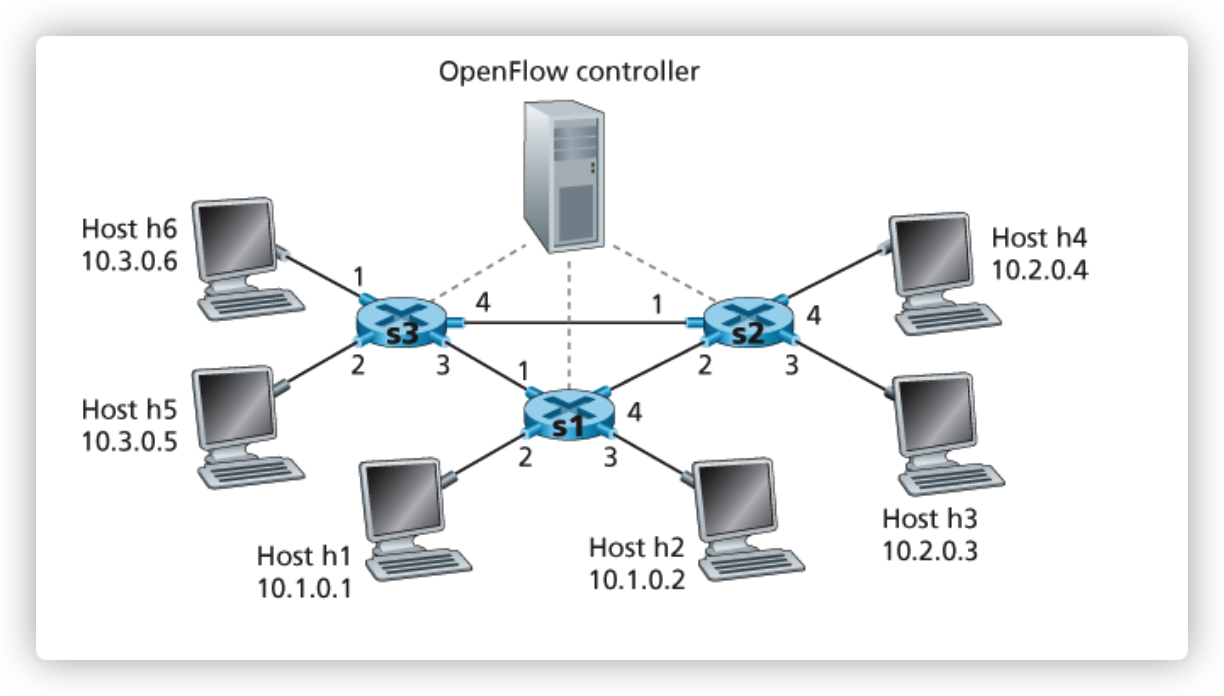 OpenFlow controller
Host h6
10.3.0.6
Host h4
10.2.0.4
1
4
1
4
s3
s2
2
3
1
2
3
Host h5
10.3.0.5
4
s1
2
3
Host h3
10.2.0.3
Host h1
10.1.0.1
Host h2
10.1.0.2